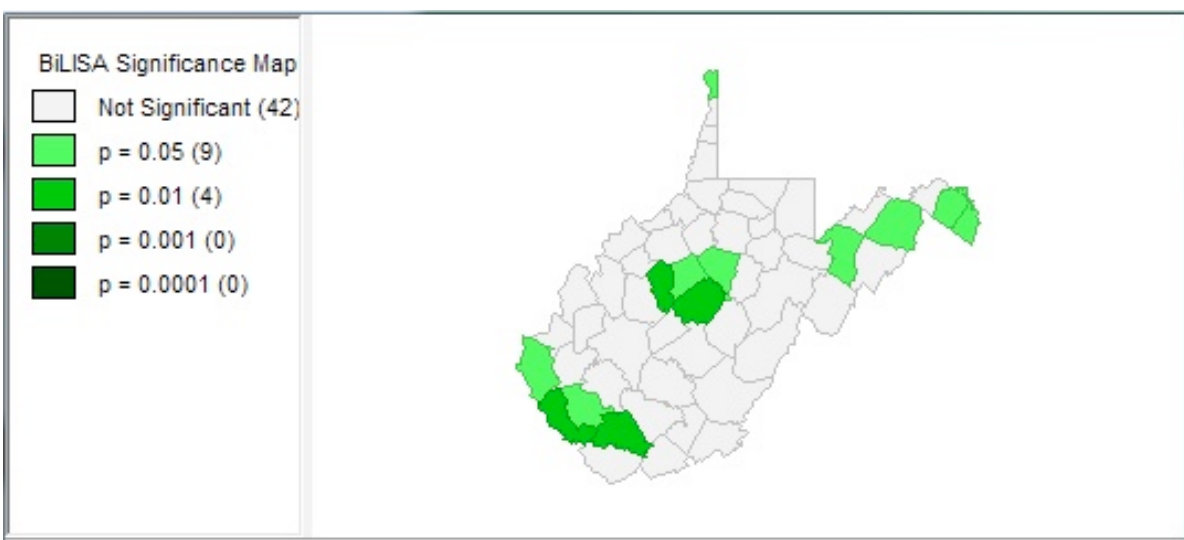 BiLISA Significance Map
Not Significant (42)
p = 0.05 (9)
p = 0.01 (4)
p = 0.001 (0)
p = 0.0001 (0)